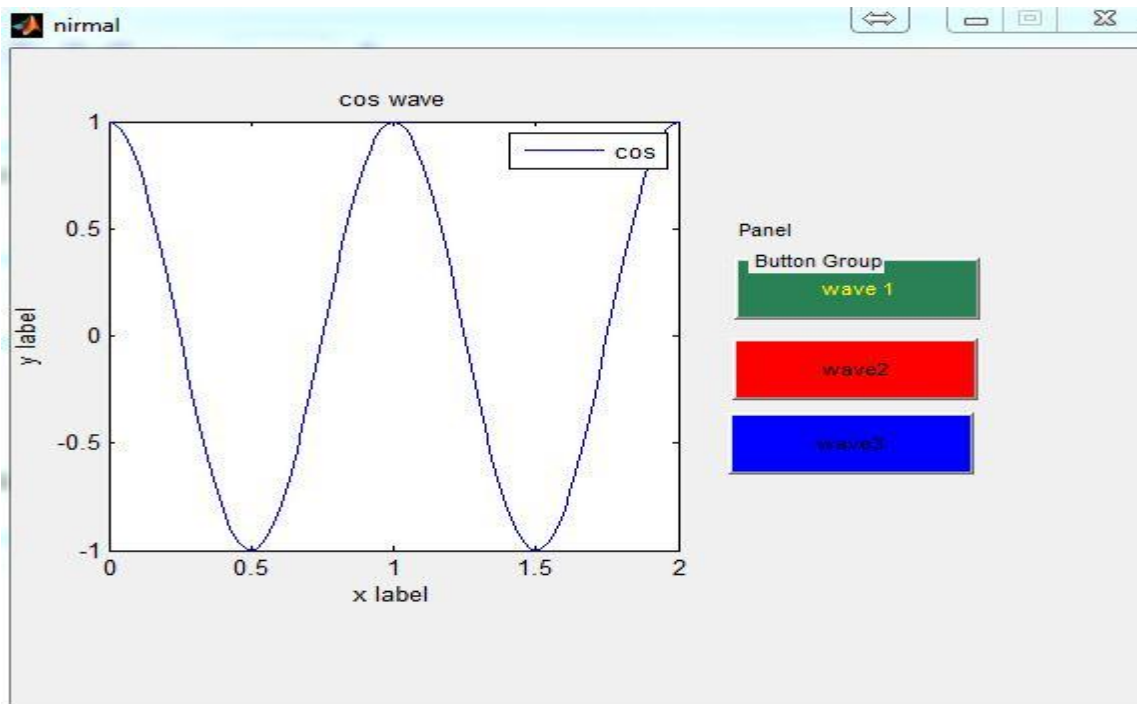 nirmal
cos wave
cos
1
0.5
0
-0.5
-1
y label
0 0.5 1 1.5 2
x label
Panel
Button Group
wave 1
wave2
wave3